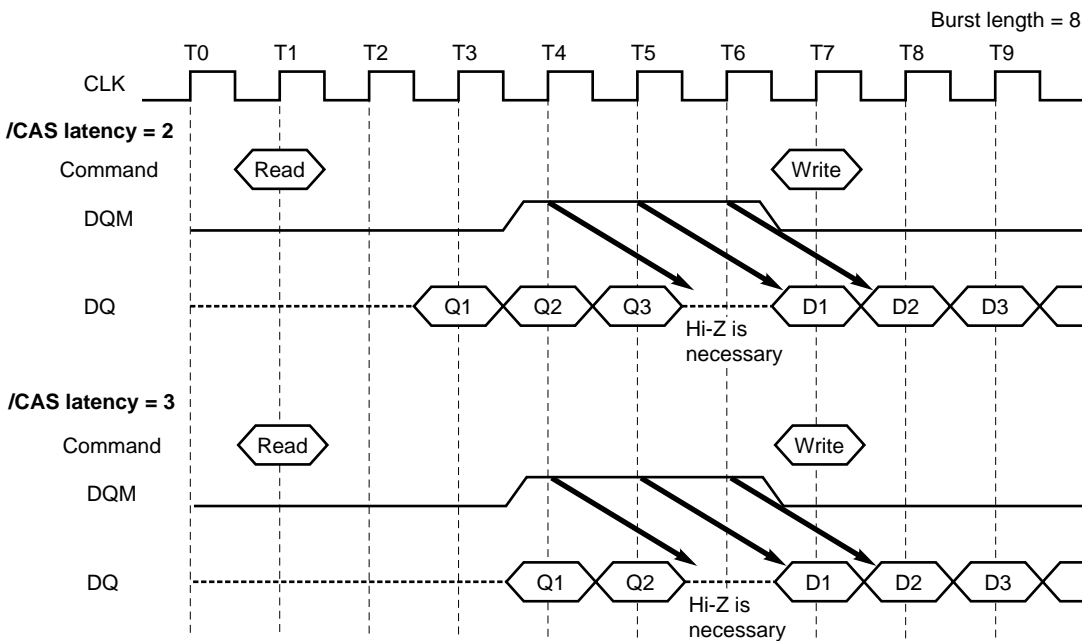 Burst length = 8
T0 T1 T2 T3 T4 T5 T6 T7 T8 T9
CLK
/CAS latency = 2
Command Read Write
DQM
DQ Q1 Q2 Q3 D1 D2 D3
Hi-Z is
necessary
/CAS latency = 3
Command Read Write
DQM
DQ Q1 Q2 D1 D2 D3
Hi-Z is
necessary